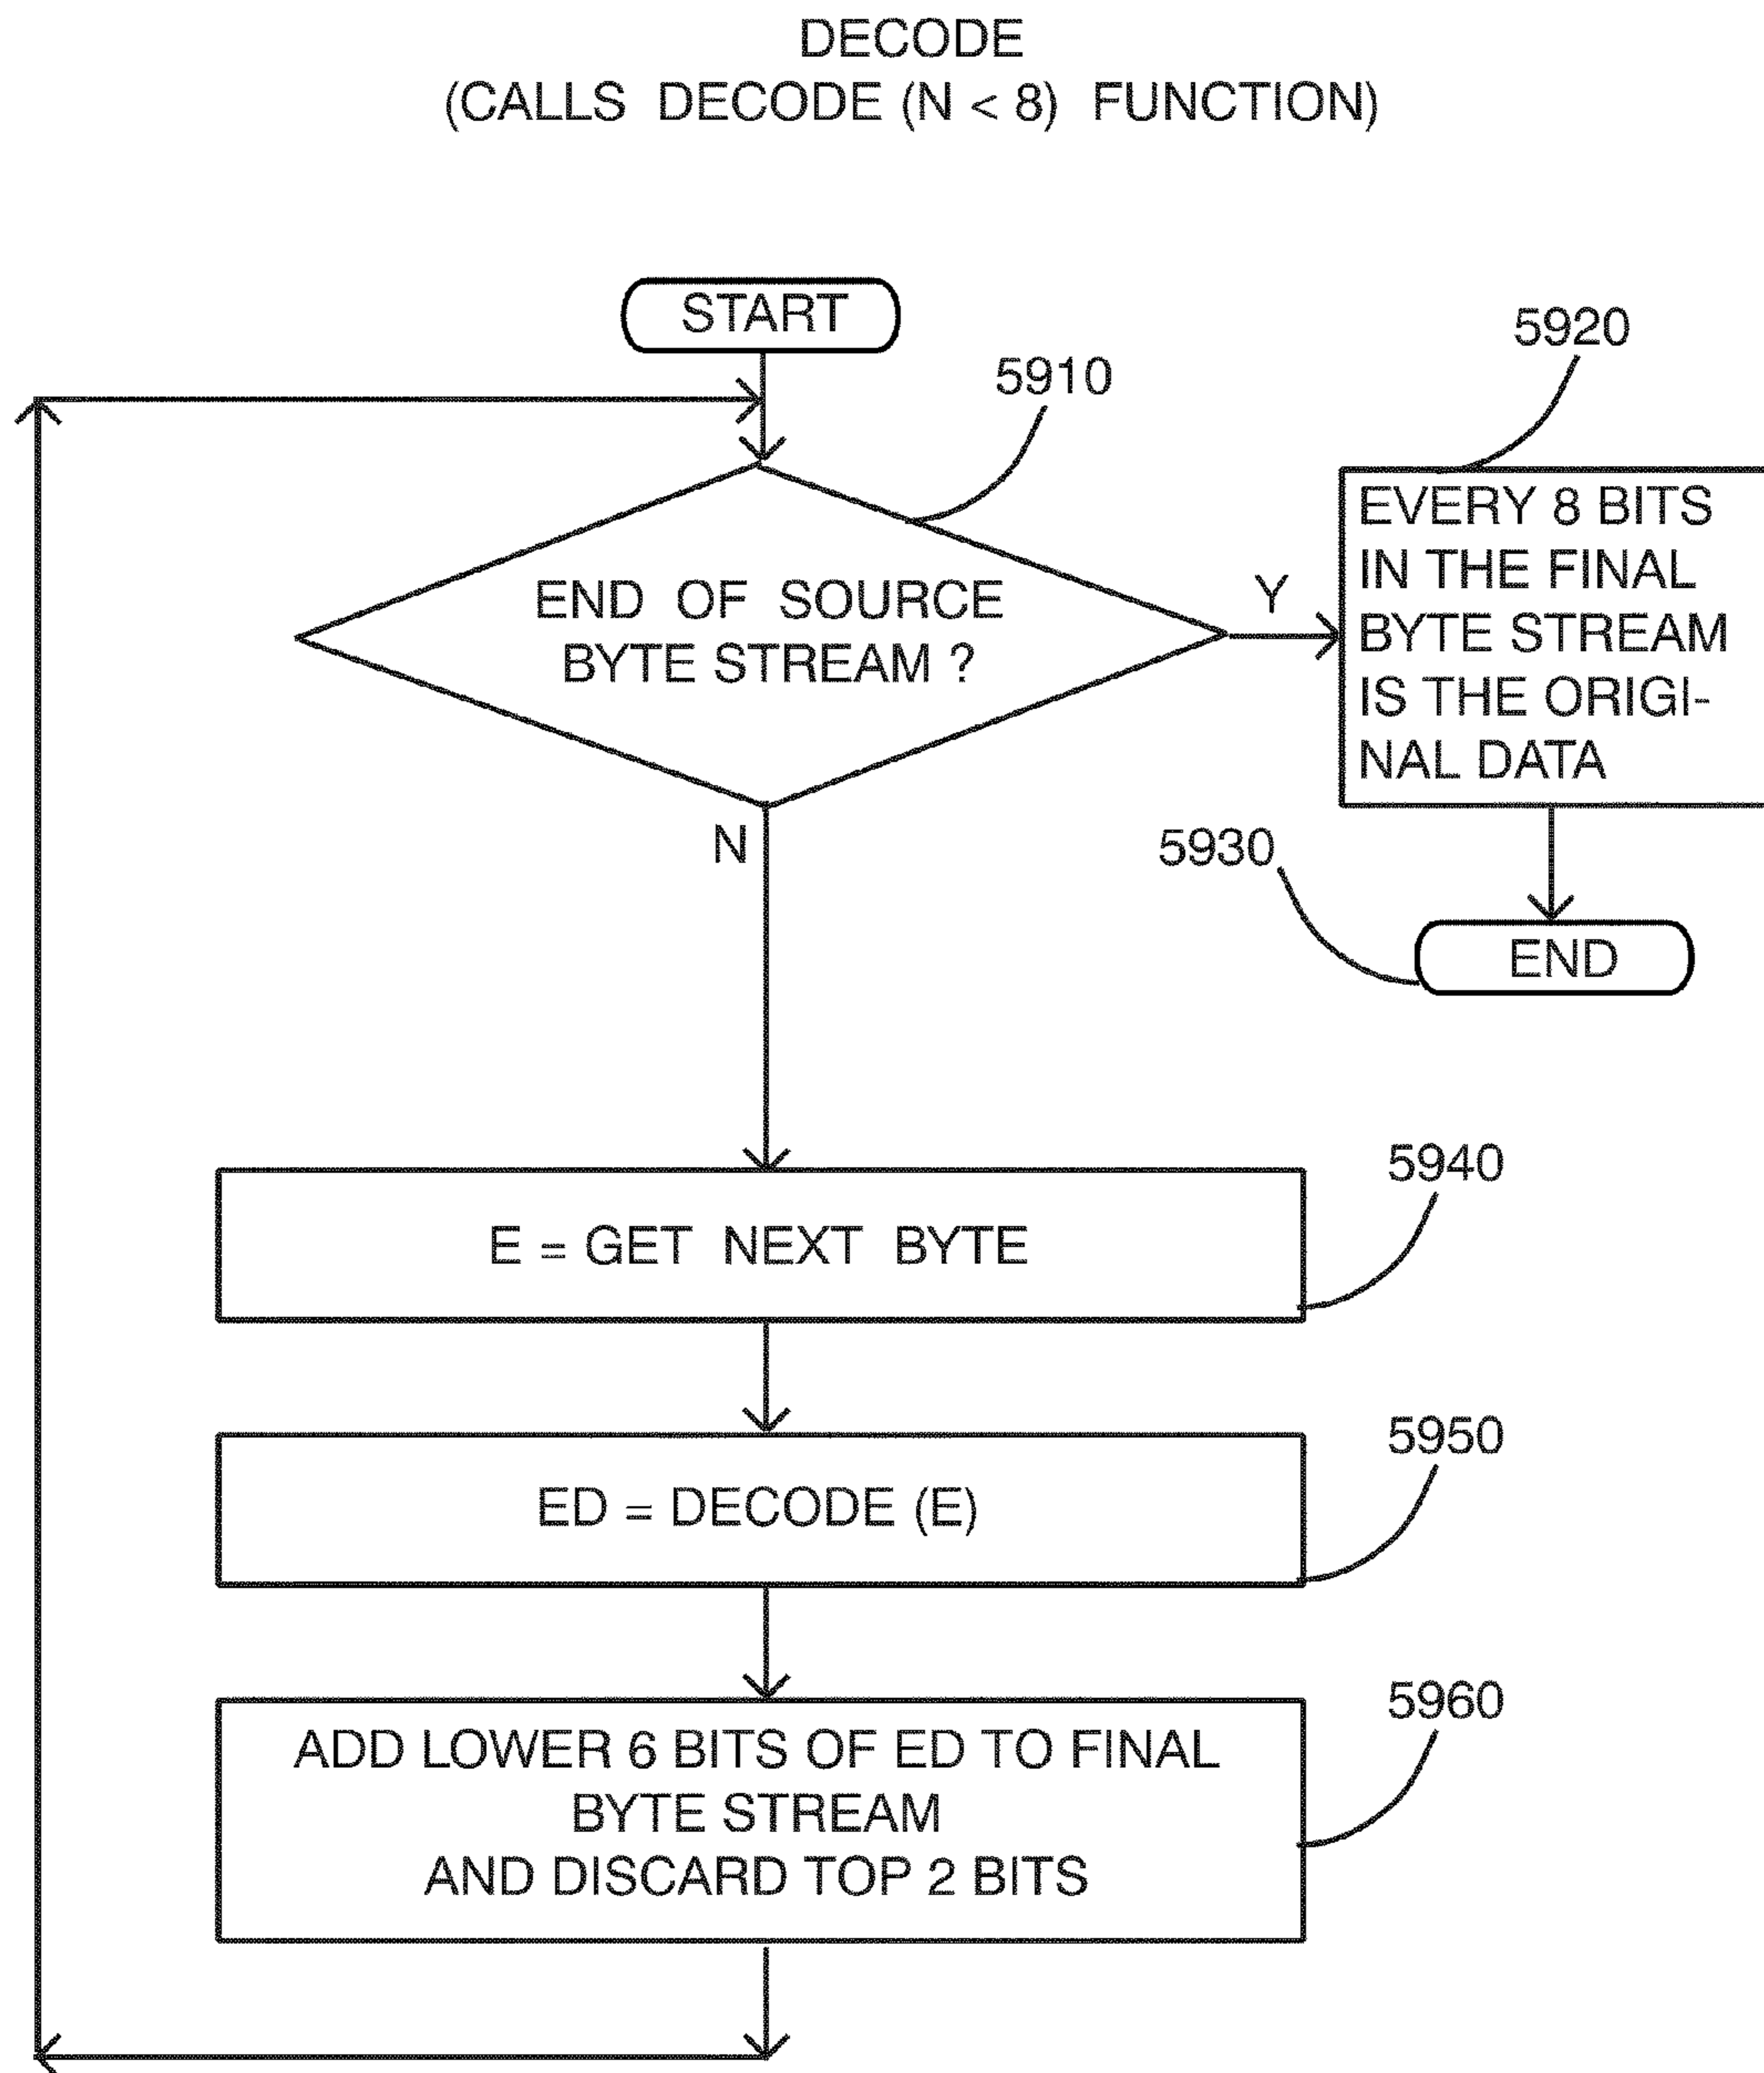 DECODE
(CALLS DECODE (N < 8) FUNCTION)
START
5910
5920
END OF SOURCE
BYTE STREAM ?
Y
EVERY 8 BITS
IN THE FINAL
BYTE STREAM
IS THE ORIGI-
NAL DATA
N
5930
END
5940
E = GET NEXT BYTE
5950
ED = DECODE (E)
5960
ADD LOWER 6 BITS OF ED TO FINAL
BYTE STREAM
AND DISCARD TOP 2 BITS